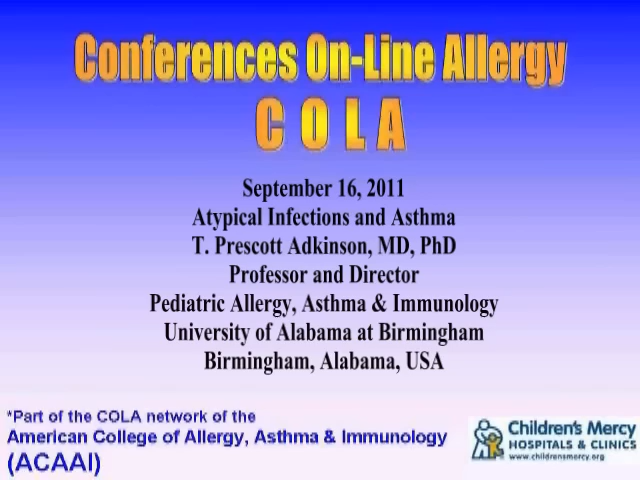 Conferences On-Line Allergy
C O L A
September 16, 2011
Atypical Infections and Asthma
T. Prescott Adkinson, MD, PhD
Professor and Director
Pediatric Allergy, Asthma & Immunology
University of Alabama at Birmingham
Birmingham, Alabama, USA
*Part of the COLA network of the
American College of Allergy, Asthma & Immunology
(ACAAI)
Children's Mercy
HOSPITALS & CLINICS
www.childrensmercy.org